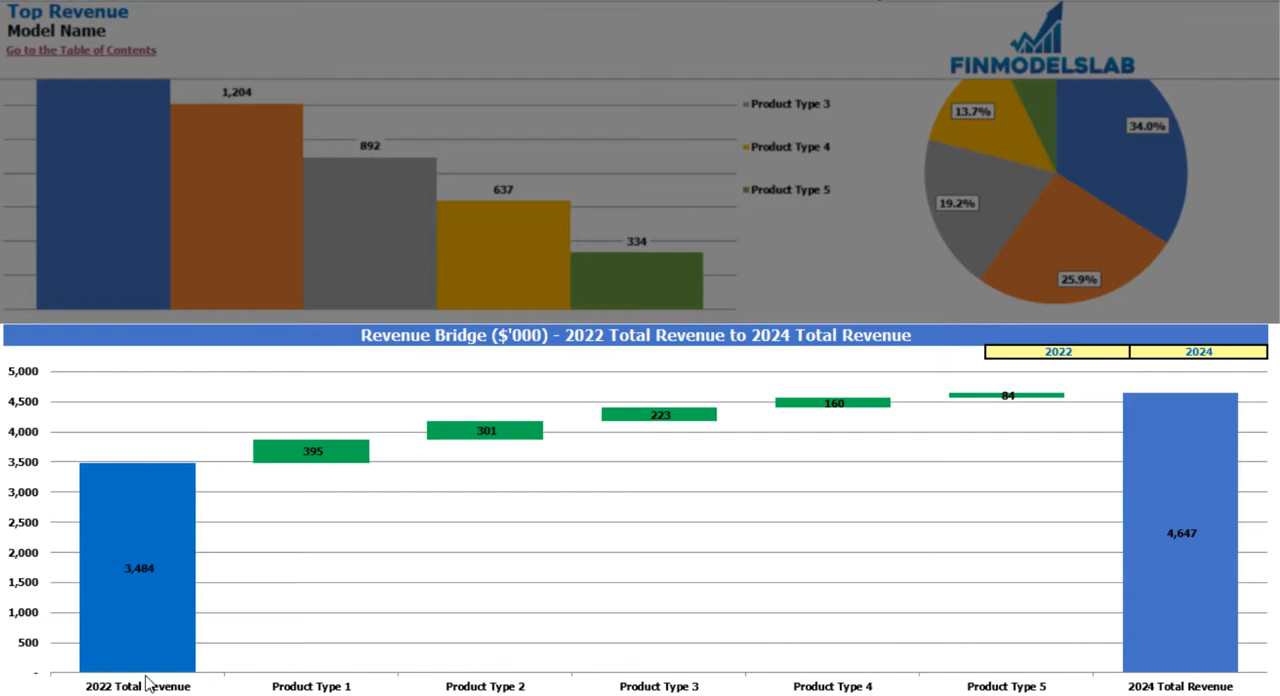 Top Revenue
Model Name
Go to the Table of Contents
FINMODELSLAB
1,204
892
637
334
Product Type 3
Product Type 4
Product Type 5
13.7%
34.0%
19.2%
25.9%
Revenue Bridge ($'000) - 2022 Total Revenue to 2024 Total Revenue
2022 2024
5,000
4,500
4,000
3,500
3,000
2,500
2,000
1,500
1,000
500
-
3,484
395
301
223
160
84
4,647
2022 Total Revenue
Product Type 1
Product Type 2
Product Type 3
Product Type 4
Product Type 5
2024 Total Revenue